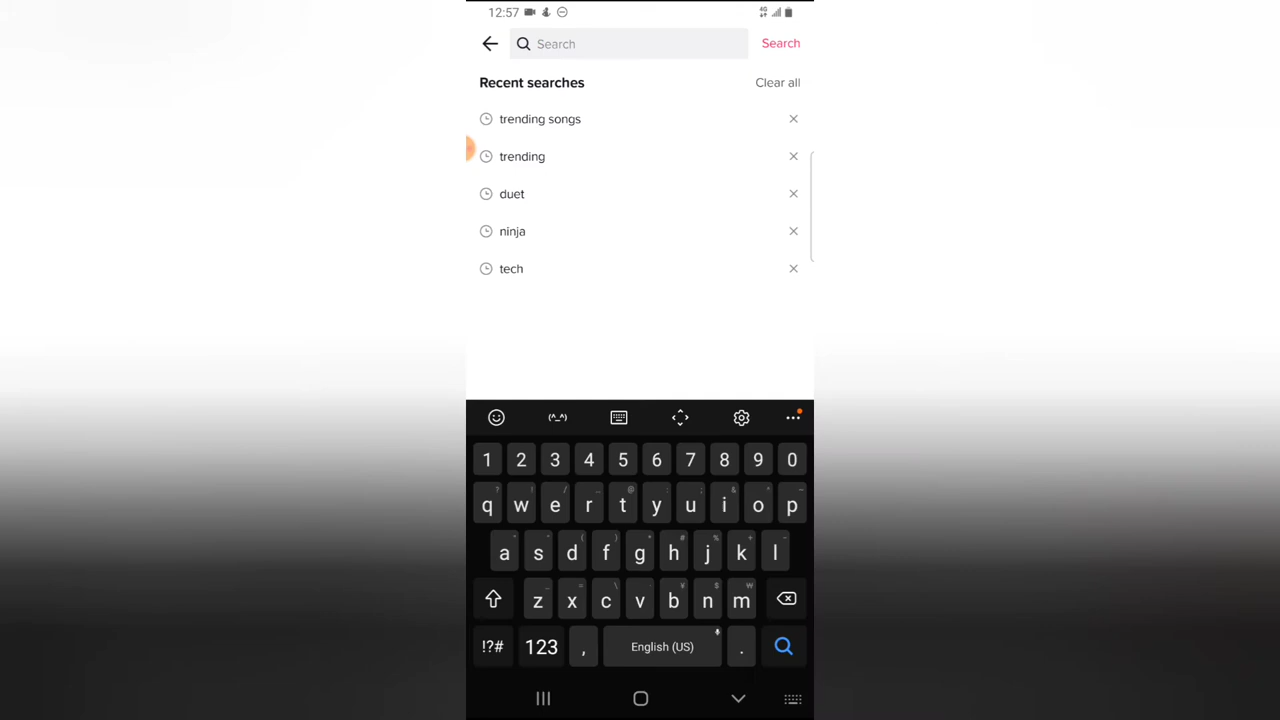 12:57 4G
Search Search
Recent searches Clear all
trending songs
trending
duet
ninja
tech
(^_^)
1 2 3 4 5 6 7 8 9 0
q w e r t y u i o p
a s d f g h j k l
z x c v b n m
!?# 123 , English (US) .